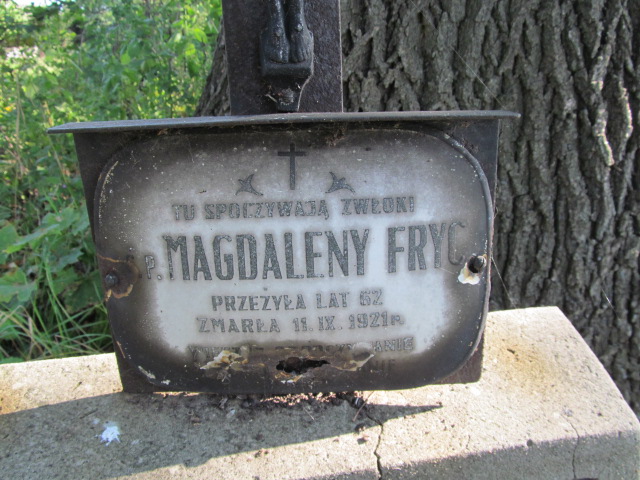 TU SPOCZYWAJĄ ZWŁOKI
P. MAGDALENY FRYC
PRZEŻYŁA LAT 62
ZMARŁA 11.IX.1921 r.